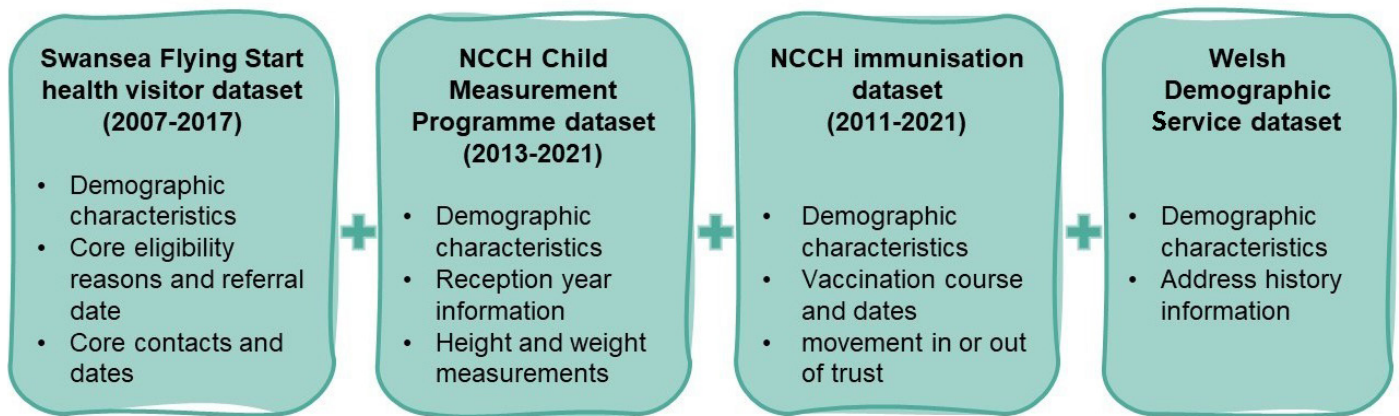 Swansea Flying Start
health visitor dataset
(2007-2017)
• Demographic
characteristics
• Core eligibility
reasons and referral
date
• Core contacts and
dates
NCCH Child
Measurement
Programme dataset
(2013-2021)
• Demographic
characteristics
• Reception year
information
• Height and weight
measurements
NCCH immunisation
dataset
(2011-2021)
• Demographic
characteristics
• Vaccination course
and dates
• movement in or out
of trust
Welsh
Demographic
Service dataset
• Demographic
characteristics
• Address history
information